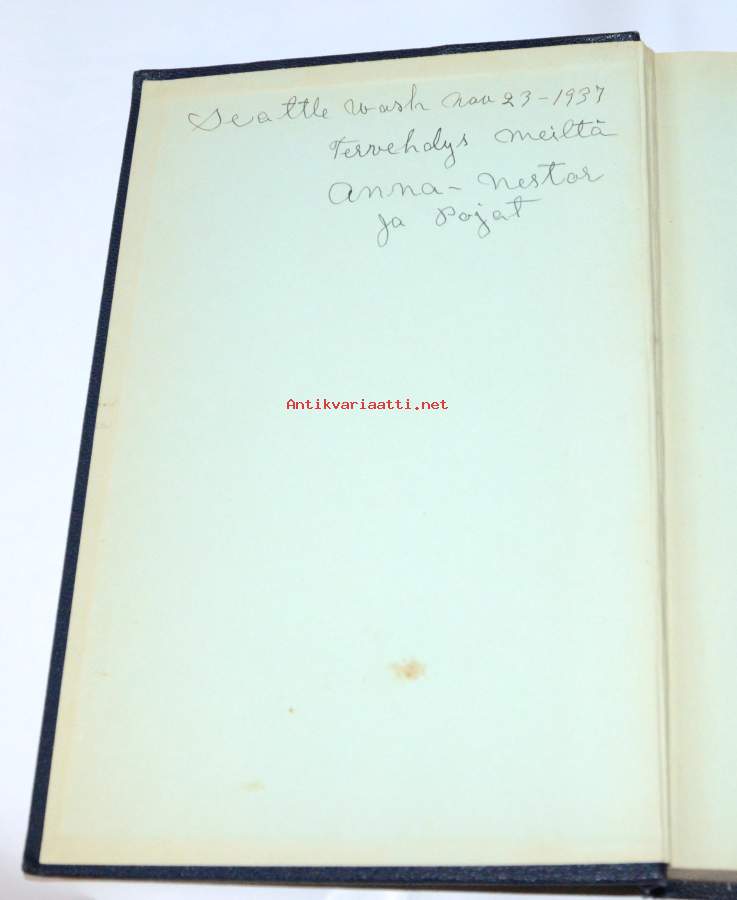 Seattle Wash Nov 23-1937
Tervehdys meiltä
Anna-Nestor
ja Pojat
Antikvariaatti.net